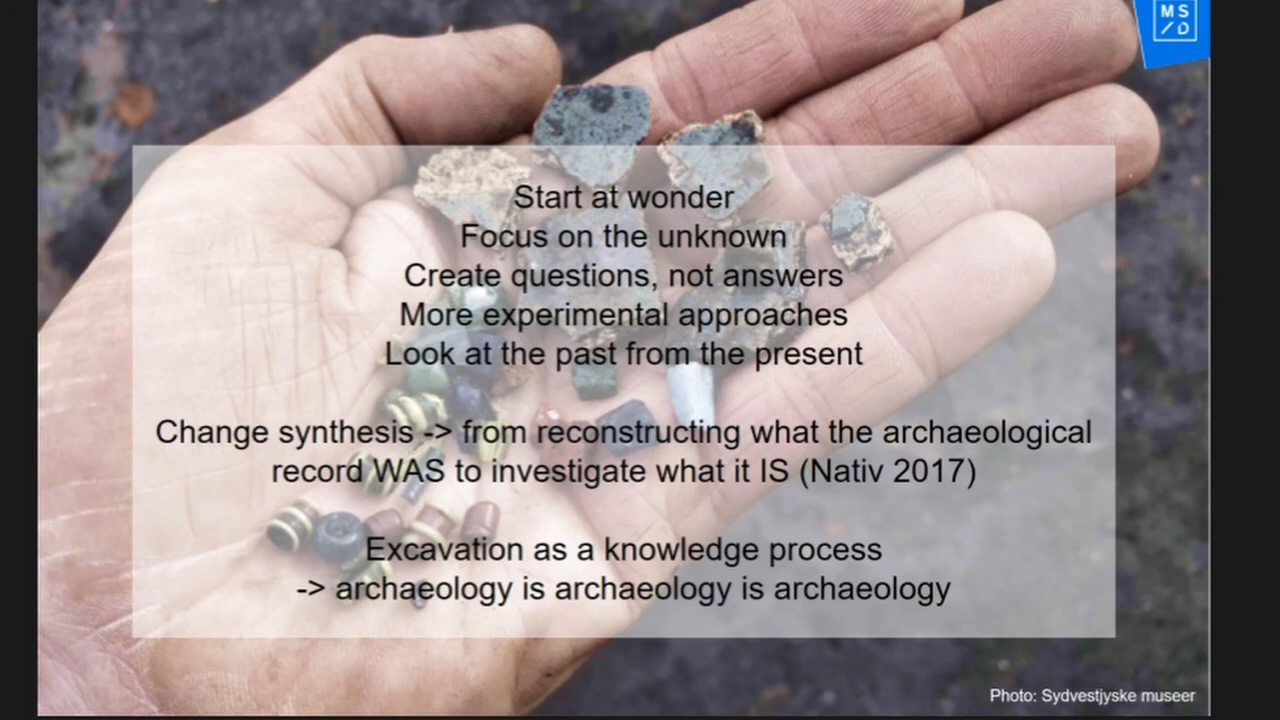 MS
/D
Start at wonder
Focus on the unknown
Create questions, not answers
More experimental approaches
Look at the past from the present
Change synthesis -> from reconstructing what the archaeological
record WAS to investigate what it IS (Nativ 2017)
Excavation as a knowledge process
-> archaeology is archaeology is archaeology
Photo: Sydvestjyske museer